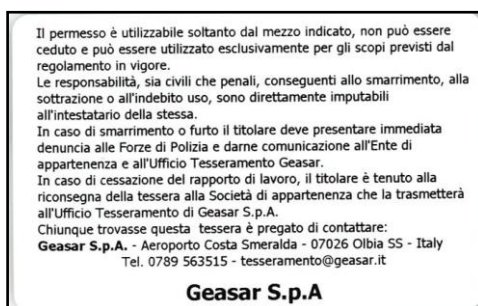 Il permesso è utilizzabile soltanto dal mezzo indicato, non può essere
ceduto e può essere utilizzato esclusivamente per gli scopi previsti dal
regolamento in vigore.
Le responsabilità, sia civili che penali, conseguenti allo smarrimento, alla
sottrazione o all'indebito uso, sono direttamente imputabili
all'intestatario della stessa.
In caso di smarrimento o furto il titolare deve presentare immediata
denuncia alle Forze di Polizia e darne comunicazione all'Ente di
appartenenza e all'Ufficio Tesseramento Geasar.
In caso di cessazione del rapporto di lavoro, il titolare è tenuto alla
riconsegna della tessera alla Società di appartenenza che la trasmetterà
all'Ufficio Tesseramento di Geasar S.p.A.
Chiunque trovasse questa tessera è pregato di contattare:
Geasar S.p.A. - Aeroporto Costa Smeralda - 07026 Olbia SS - Italy
Tel. 0789 563515 - tesseramento@geasar.it
Geasar S.p.A